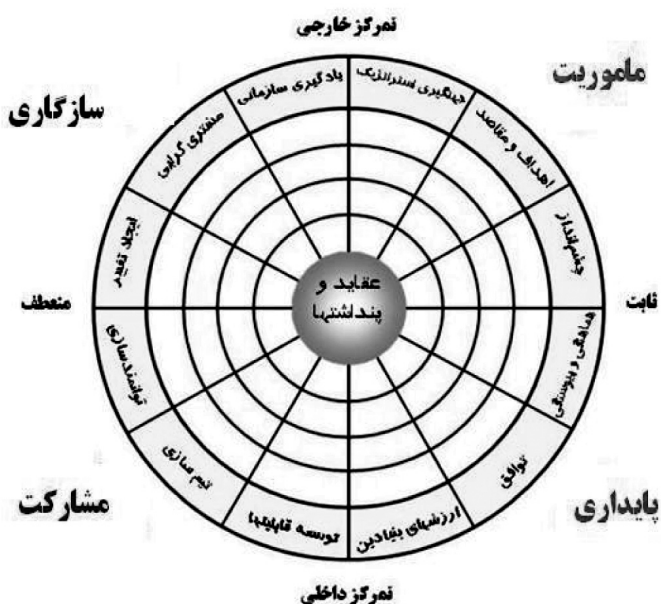 تمرکز خارجی
ماموریت
سازگاری
جهتگیری استراتژیک
اهداف و مقاصد
چشم‌انداز
یادگیری سازمانی
مشتری گرایی
ایجاد تغییر
عقاید و
پنداشتها
ثابت
منعطف
هماهنگی و پیوستگی
توافق
ارزشهای بنیادین
توانمندسازی
تیم سازی
توسعه قابلیتها
پایداری
مشارکت
تمرکز داخلی